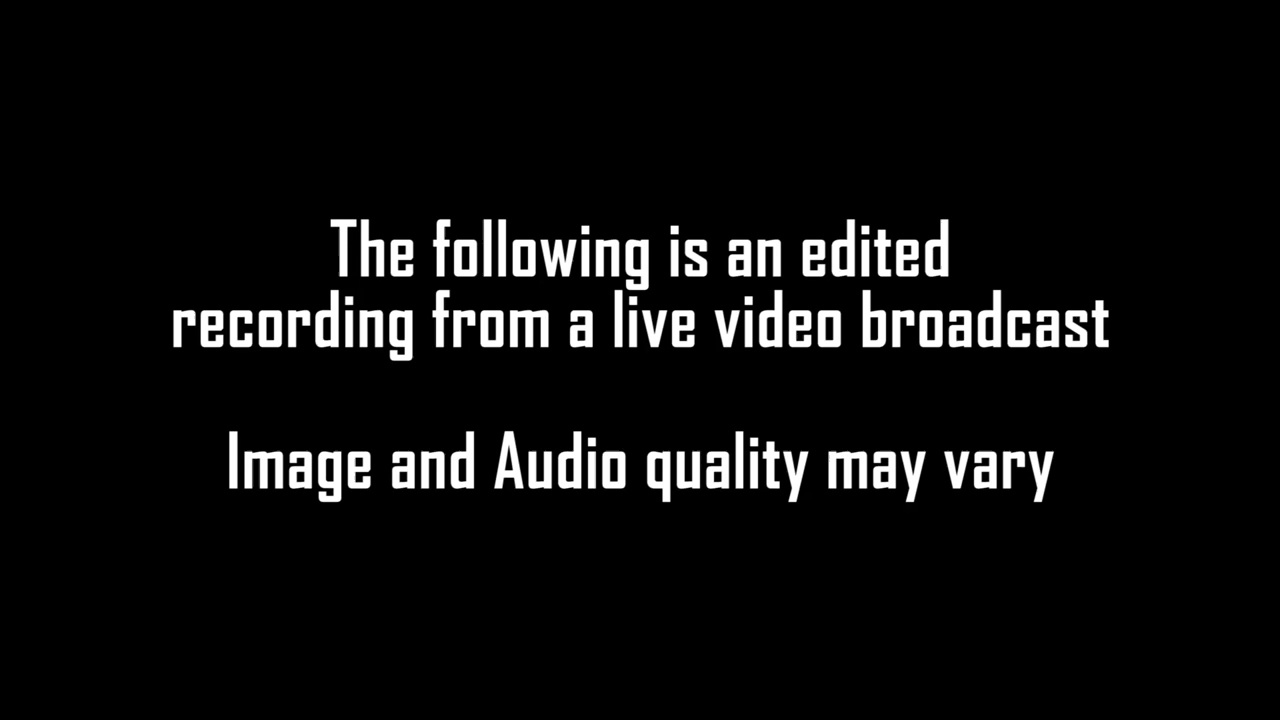 The following is an edited
recording from a live video broadcast
Image and Audio quality may vary